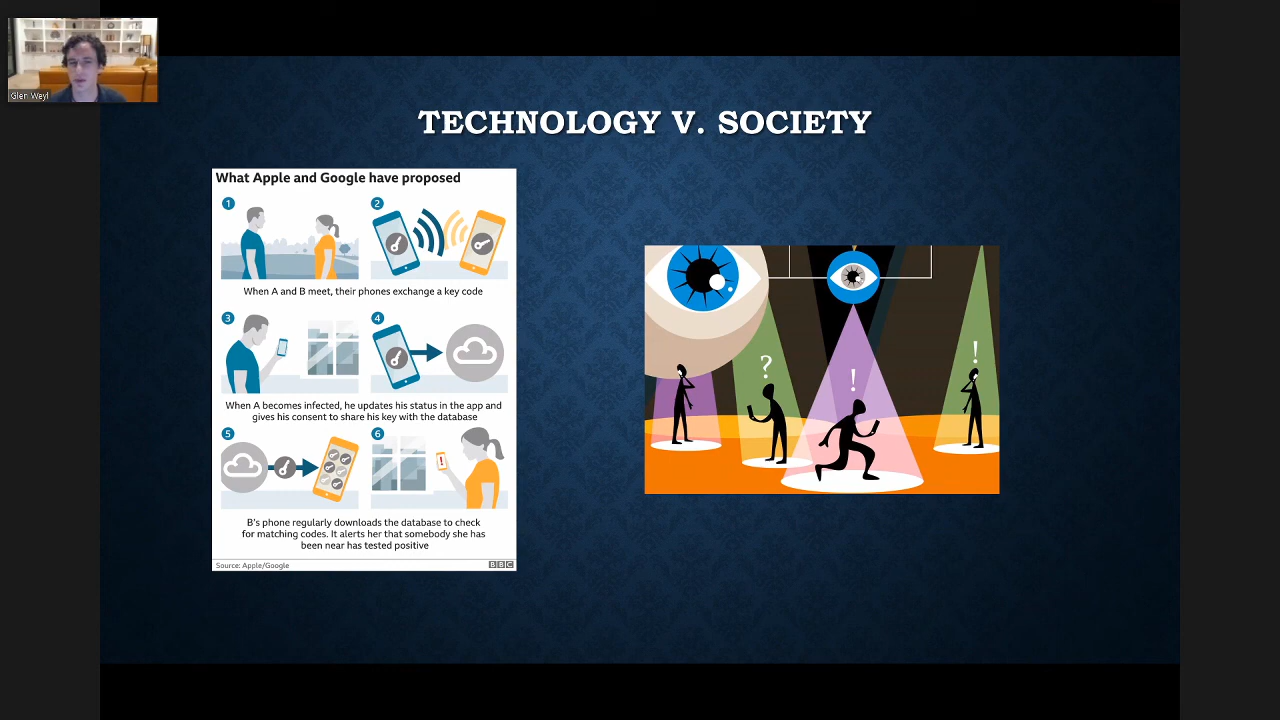 Glen Weyl
TECHNOLOGY V. SOCIETY
What Apple and Google have proposed
1
2
When A and B meet, their phones exchange a key code
3
4
When A becomes infected, he updates his status in the app and
gives his consent to share his key with the database
5
6
!
B's phone regularly downloads the database to check
for matching codes. It alerts her that somebody she has
been near has tested positive
Source: Apple/Google
BBC
?
!
!